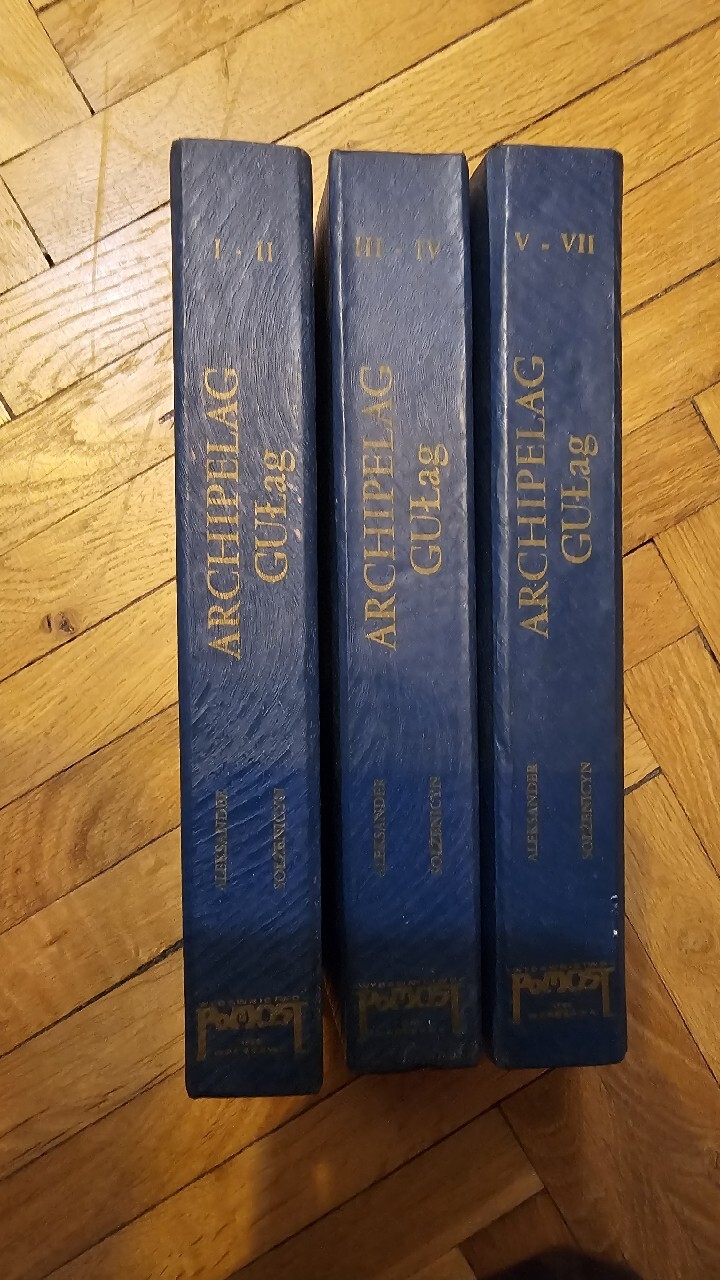 I - II
ARCHIPELAG
GUŁag
ALEKSANDER
SOŁŻENICYN
III - IV
ARCHIPELAG
GUŁag
ALEKSANDER
SOŁŻENICYN
V - VII
ARCHIPELAG
GUŁag
ALEKSANDER
SOŁŻENICYN